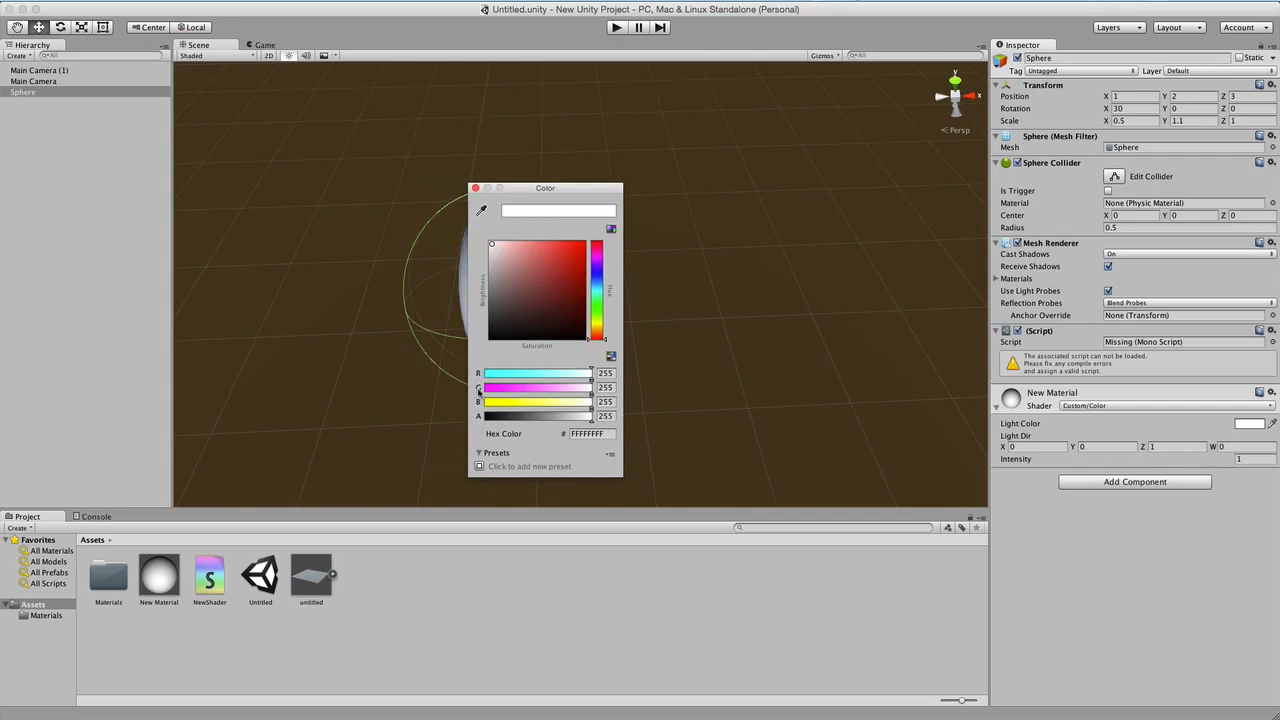 Untitled.unity - New Unity Project - PC, Mac & Linux Standalone (Personal)
Center Local
Layers Layout Account
Hierarchy
Create All
Main Camera (1)
Main Camera
Sphere
Scene Game
Shaded 2D Gizmos All
y
x
Persp
Color
Brightness
Hue
Saturation
R 255
G 255
B 255
A 255
Hex Color # FFFFFFFF
Presets
Click to add new preset
Inspector
Sphere Static
Tag Untagged Layer Default
Transform
Position X 1 Y 2 Z 3
Rotation X 30 Y 0 Z 0
Scale X 0.5 Y 1.1 Z 1
Sphere (Mesh Filter)
Mesh Sphere
Sphere Collider
Edit Collider
Is Trigger
Material None (Physic Material)
Center X 0 Y 0 Z 0
Radius 0.5
Mesh Renderer
Cast Shadows On
Receive Shadows
Materials
Use Light Probes
Reflection Probes Blend Probes
Anchor Override None (Transform)
(Script)
Script Missing (Mono Script)
The associated script can not be loaded.
Please fix any compile errors
and assign a valid script.
New Material
Shader Custom/Color
Light Color
Light Dir
X 0 Y 0 Z 1 W 0
Intensity 1
Add Component
Project Console
Create
Favorites
All Materials
All Models
All Prefabs
All Scripts
Assets
Materials
Assets
Materials New Material NewShader Untitled untitled